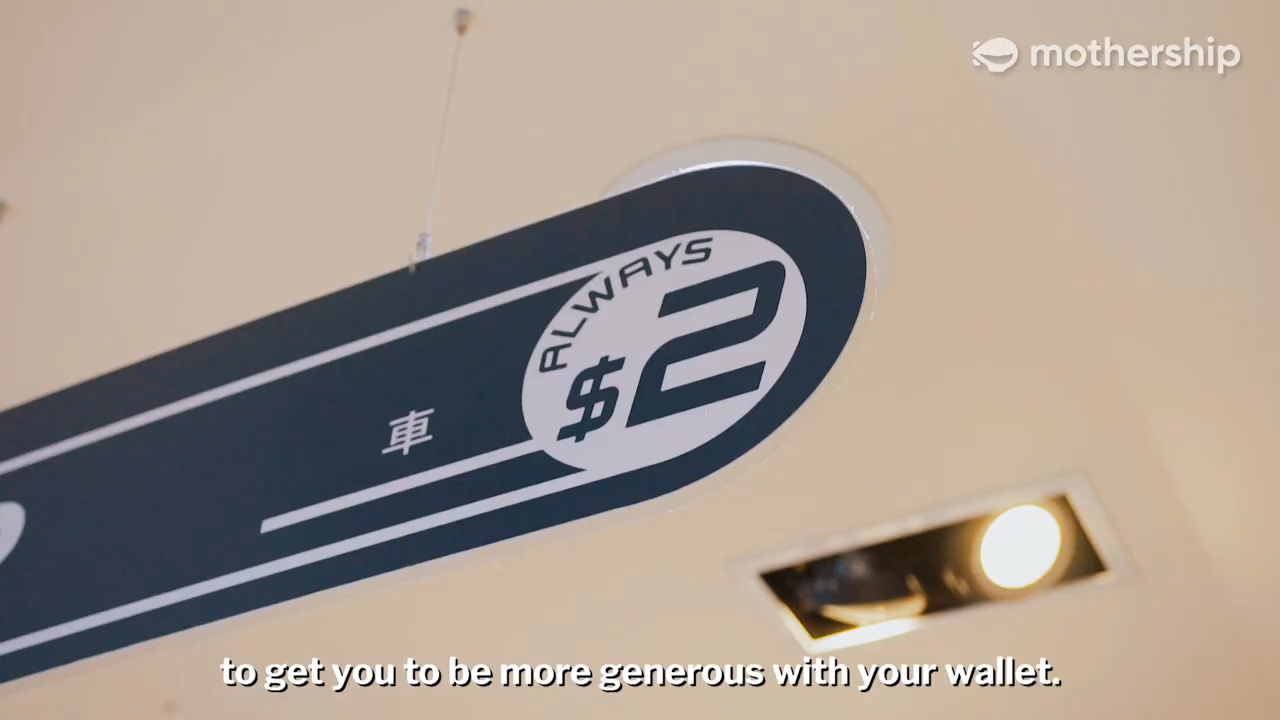 mothership
ALWAYS
$2
車
to get you to be more generous with your wallet.